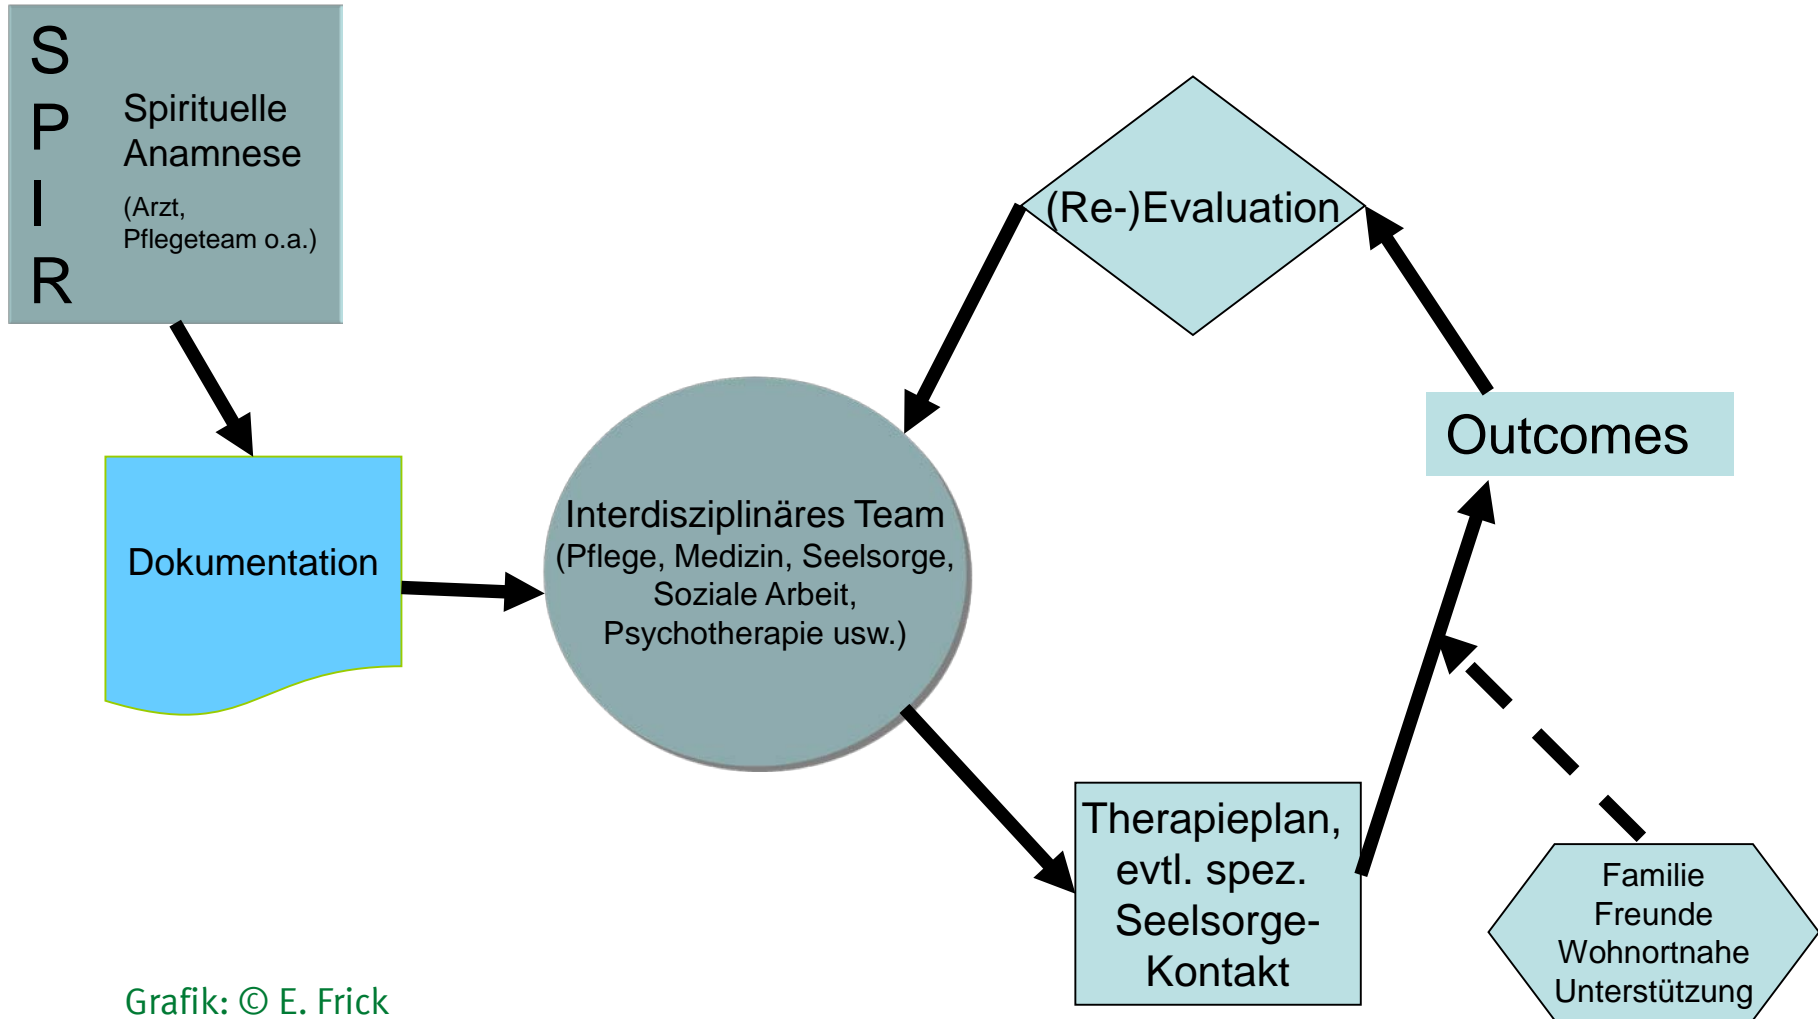 S
P
I
R
Spirituelle
Anamnese
(Arzt,
Pflegeteam o.a.)
Dokumentation
Interdisziplinäres Team
(Pflege, Medizin, Seelsorge,
Soziale Arbeit,
Psychotherapie usw.)
(Re-)Evaluation
Outcomes
Therapieplan,
evtl. spez.
Seelsorge-
Kontakt
Familie
Freunde
Wohnortnahe
Unterstützung
Grafik: © E. Frick